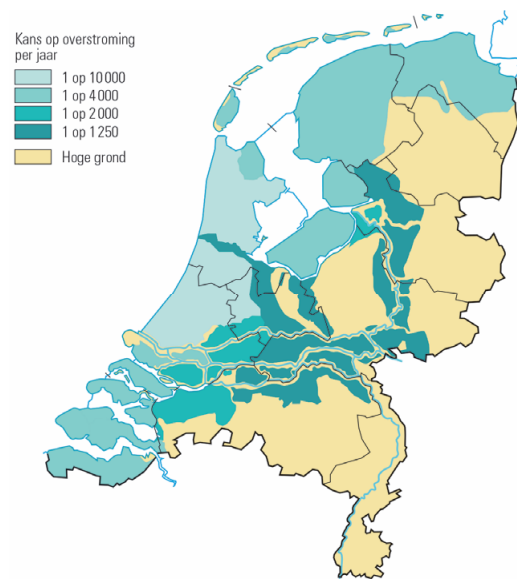 Kans op overstroming
per jaar
1 op 10 000
1 op 4 000
1 op 2 000
1 op 1 250
Hoge grond